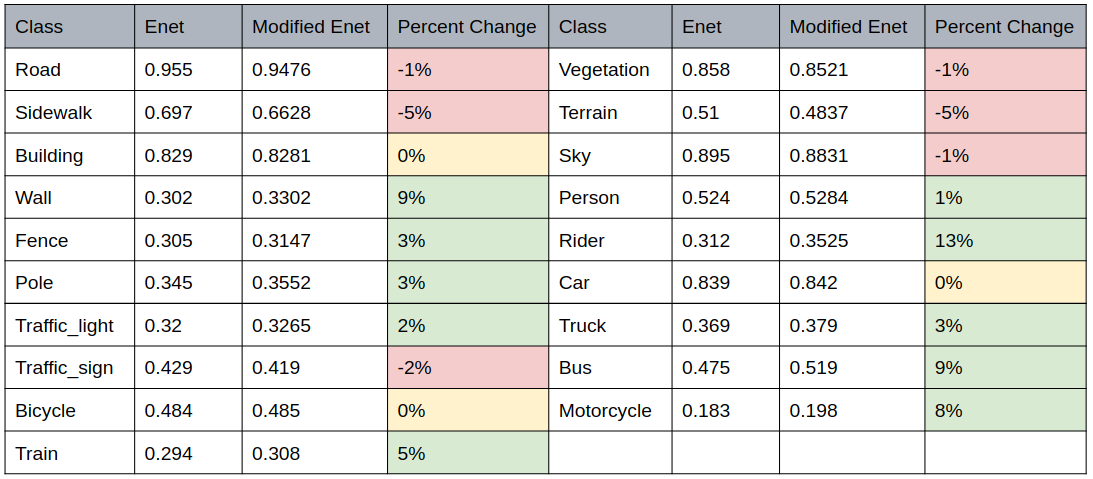 Class Enet Modified Enet Percent Change Class Enet Modified Enet Percent Change
Road 0.955 0.9476 -1% Vegetation 0.858 0.8521 -1%
Sidewalk 0.697 0.6628 -5% Terrain 0.51 0.4837 -5%
Building 0.829 0.8281 0% Sky 0.895 0.8831 -1%
Wall 0.302 0.3302 9% Person 0.524 0.5284 1%
Fence 0.305 0.3147 3% Rider 0.312 0.3525 13%
Pole 0.345 0.3552 3% Car 0.839 0.842 0%
Traffic_light 0.32 0.3265 2% Truck 0.369 0.379 3%
Traffic_sign 0.429 0.419 -2% Bus 0.475 0.519 9%
Bicycle 0.484 0.485 0% Motorcycle 0.183 0.198 8%
Train 0.294 0.308 5%